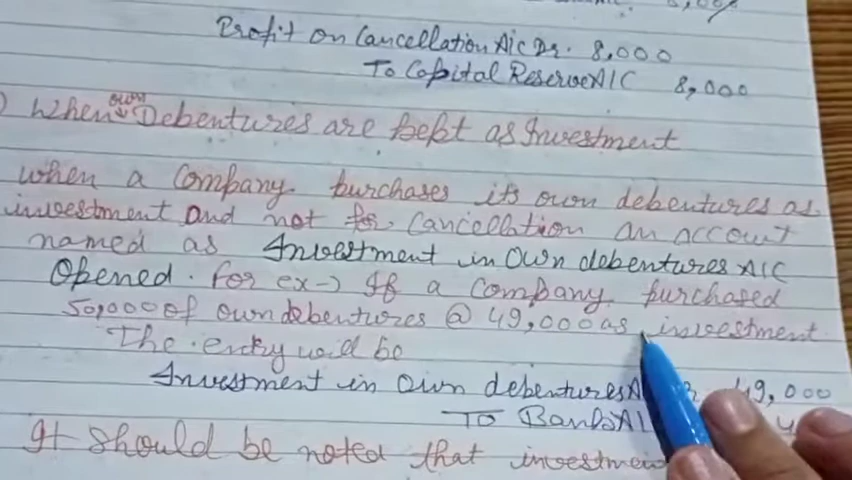 Profit on Cancellation A/c Dr. 8,000
To Capital Reserve A/C 8,000
) When own Debentures are kept as Investment
when a Company purchases its own debentures as
investment and not for Cancellation an account
named as Investment in Own debentures A/C
Opened. For ex-) If a Company purchased
50,000 of own debentures @ 49,000 as investment
The entry will be
Investment in Own debentures A 49,000
To Bank A/
It should be noted that investmen